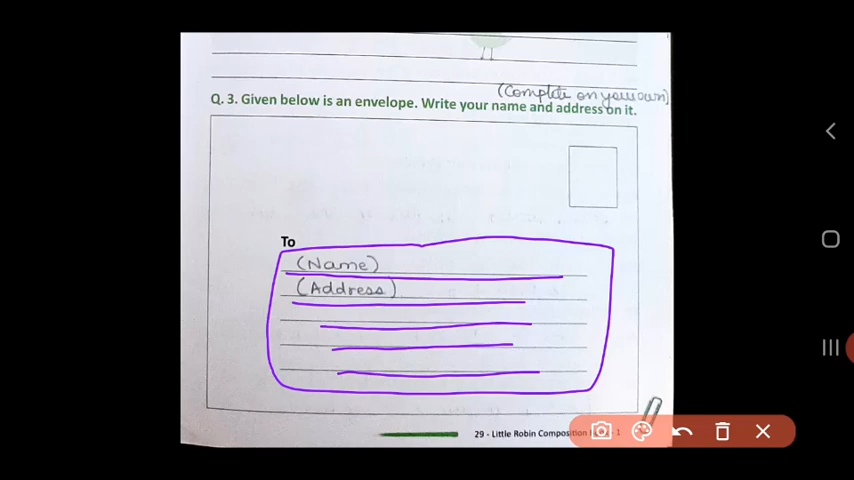 (Complete on your own)
Q. 3. Given below is an envelope. Write your name and address on it.
To
(Name)
(Address)
29 - Little Robin Composition
1